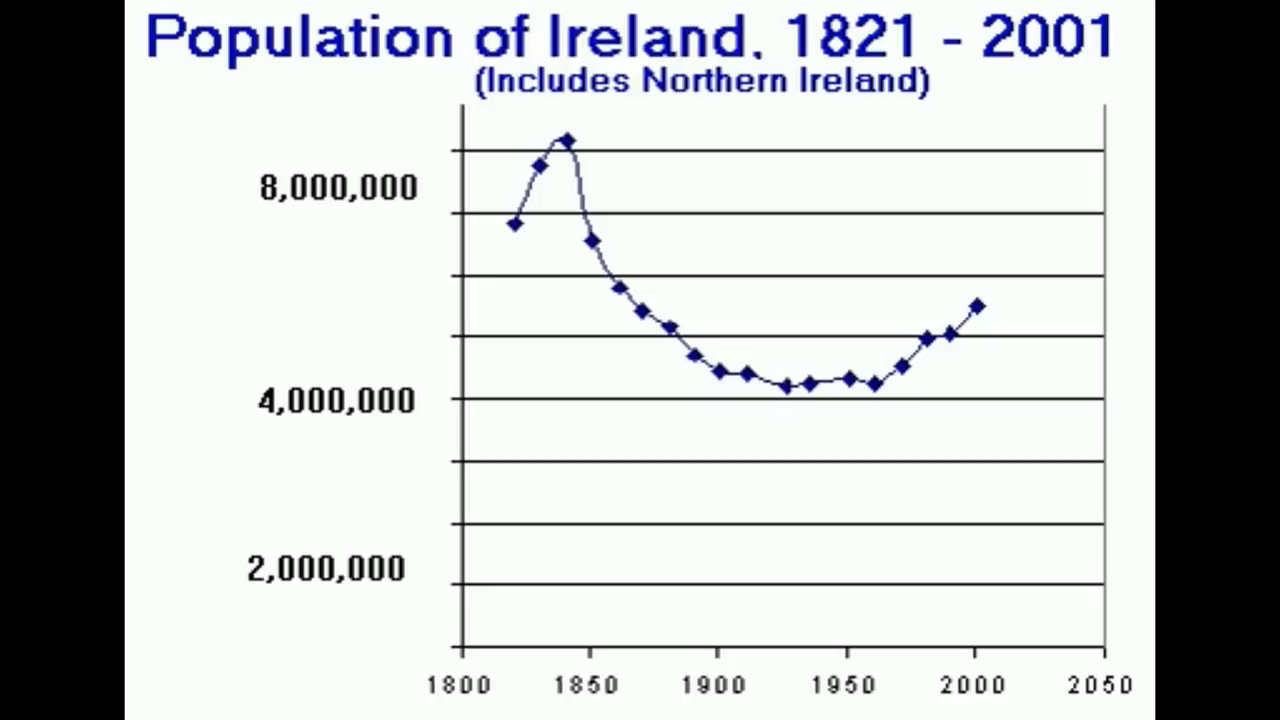 Population of Ireland, 1821 - 2001
(Includes Northern Ireland)
8,000,000
4,000,000
2,000,000
1800 1850 1900 1950 2000 2050